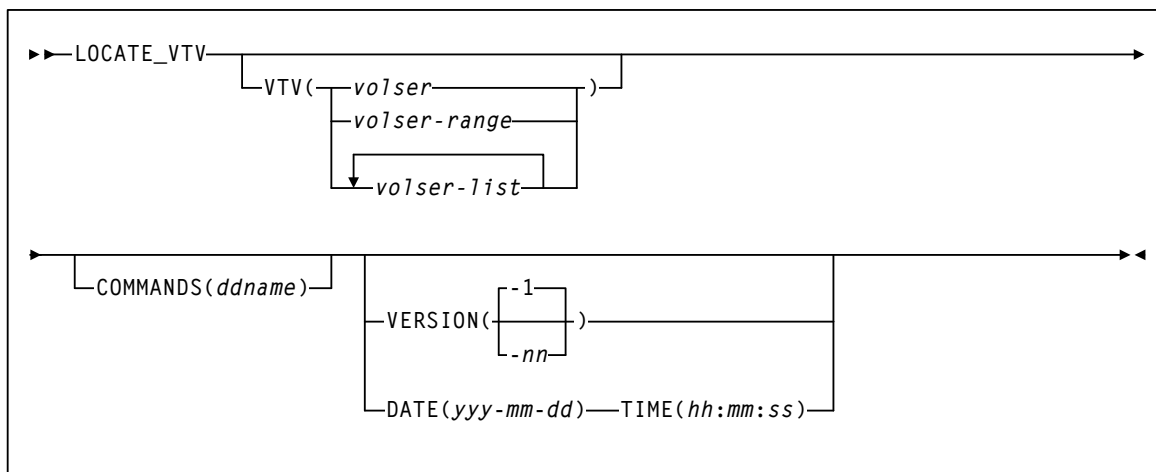 LOCATE_VTV
VTV( volser )
volser-range
volser-list
COMMANDS(ddname)
-1
VERSION( )
-nn
DATE(yyy-mm-dd) TIME(hh:mm:ss)